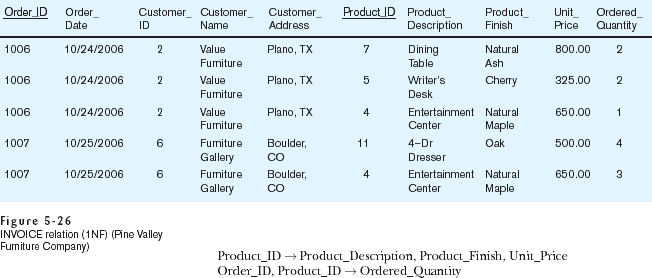 Order_ID Order_Date Customer_ID Customer_Name Customer_Address Product_ID Product_Description Product_Finish Unit_Price Ordered_Quantity
1006 10/24/2006 2 Value Furniture Plano, TX 7 Dining Table Natural Ash 800.00 2
1006 10/24/2006 2 Value Furniture Plano, TX 5 Writer's Desk Cherry 325.00 2
1006 10/24/2006 2 Value Furniture Plano, TX 4 Entertainment Center Natural Maple 650.00 1
1007 10/25/2006 6 Furniture Gallery Boulder, CO 11 4–Dr Dresser Oak 500.00 4
1007 10/25/2006 6 Furniture Gallery Boulder, CO 4 Entertainment Center Natural Maple 650.00 3
Figure 5-26
INVOICE relation (1NF) (Pine Valley
Furniture Company)
Product_ID → Product_Description, Product_Finish, Unit_Price
Order_ID, Product_ID → Ordered_Quantity